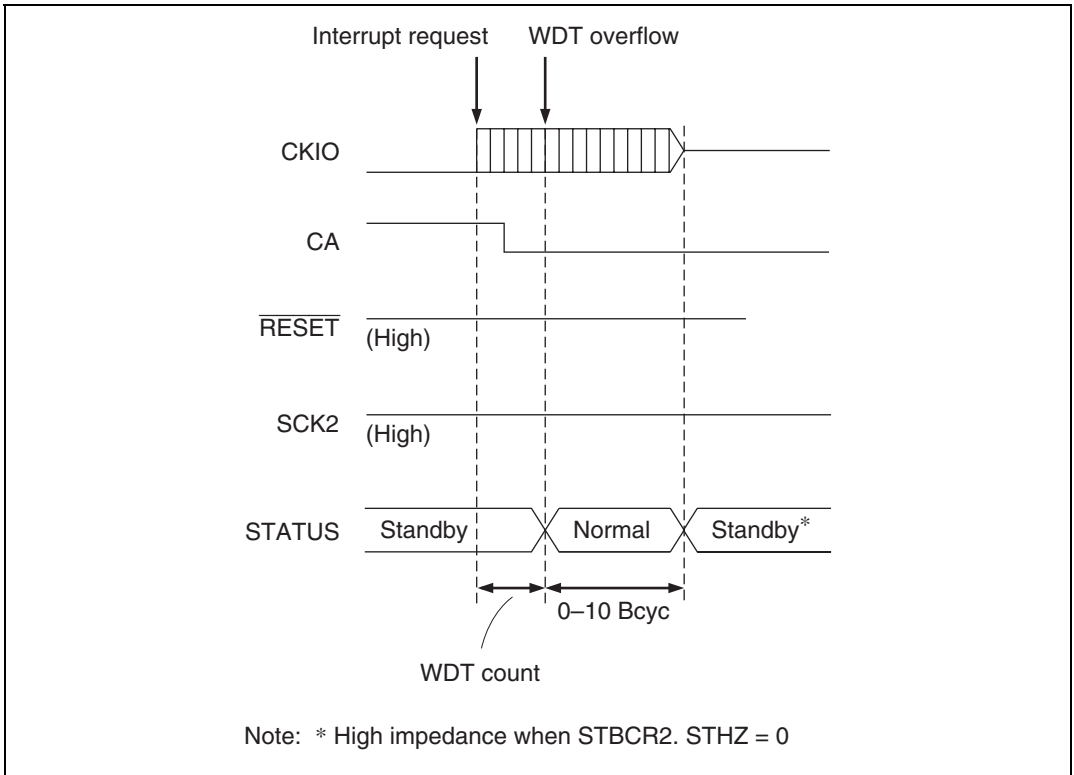 Interrupt request WDT overflow
CKIO
CA
RESET
(High)
SCK2
(High)
STATUS Standby Normal Standby*
0–10 Bcyc
WDT count
Note: * High impedance when STBCR2. STHZ = 0